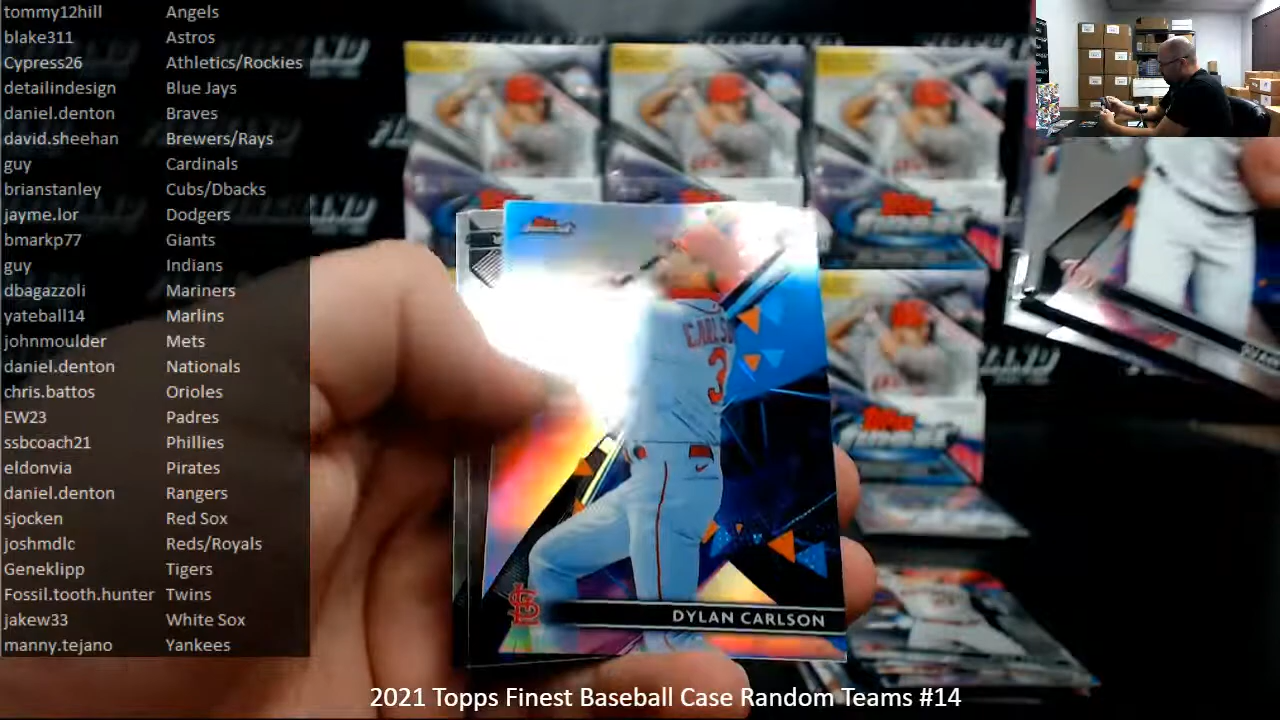 tommy12hill Angels
blake311 Astros
Cypress26 Athletics/Rockies
detailindesign Blue Jays
daniel.denton Braves
david.sheehan Brewers/Rays
guy Cardinals
brianstanley Cubs/Dbacks
jayme.lor Dodgers
bmarkp77 Giants
guy Indians
dbagazzoli Mariners
yateball14 Marlins
johnmoulder Mets
daniel.denton Nationals
chris.battos Orioles
EW23 Padres
ssbcoach21 Phillies
eldonvia Pirates
daniel.denton Rangers
sjocken Red Sox
joshmdlc Reds/Royals
Geneklipp Tigers
Fossil.tooth.hunter Twins
jakew33 White Sox
manny.tejano Yankees
Topps
Finest
Topps
Finest
3
DYLAN CARLSON
2021 Topps Finest Baseball Case Random Teams #14